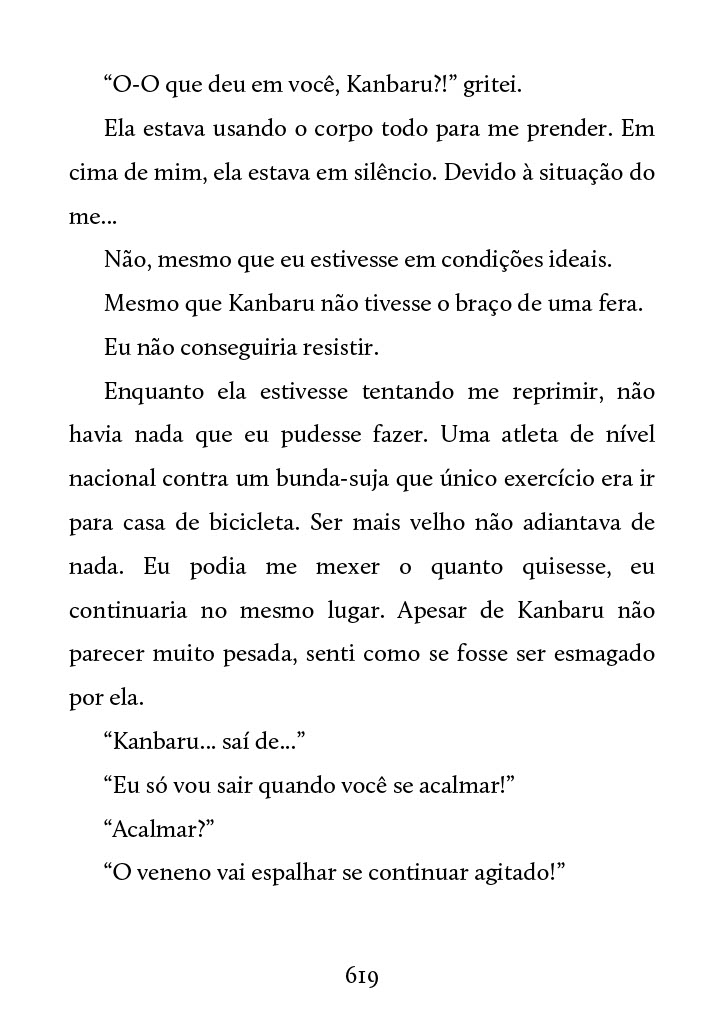 “O-O que deu em você, Kanbaru?!” gritei.
Ela estava usando o corpo todo para me prender. Em
cima de mim, ela estava em silêncio. Devido à situação do
me...
Não, mesmo que eu estivesse em condições ideais.
Mesmo que Kanbaru não tivesse o braço de uma fera.
Eu não conseguiria resistir.
Enquanto ela estivesse tentando me reprimir, não
havia nada que eu pudesse fazer. Uma atleta de nível
nacional contra um bunda-suja que único exercício era ir
para casa de bicicleta. Ser mais velho não adiantava de
nada. Eu podia me mexer o quanto quisesse, eu
continuaria no mesmo lugar. Apesar de Kanbaru não
parecer muito pesada, senti como se fosse ser esmagado
por ela.
“Kanbaru... saí de...”
“Eu só vou sair quando você se acalmar!”
“Acalmar?”
“O veneno vai espalhar se continuar agitado!”
619